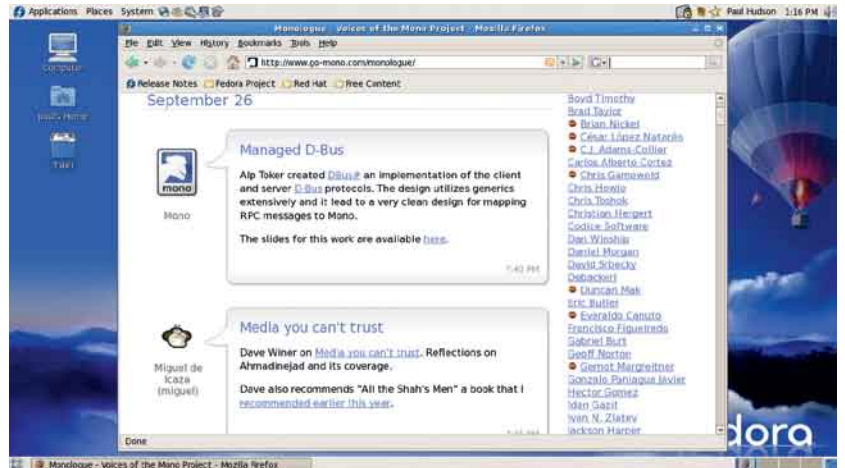 Applications Places System Paul Hudson 1:16 PM
Computer
Trash
Monologue - Voices of the Mono Project - Mozilla Firefox
File Edit View History Bookmarks Tools Help
http://www.go-mono.com/monologue/
Release Notes Fedora Project Red Hat Free Content
September 26
mono
Mono
Managed D-Bus
Alp Toker created DBus# an implementation of the client
and server D-Bus protocols. The design utilizes generics
extensively and it lead to a very clean design for mapping
RPC messages to Mono.
The slides for this work are available here.
7:40 PM
Miguel de
Icaza
(miguel)
Media you can't trust
Dave Winer on Media you can't trust. Reflections on
Ahmadinejad and its coverage.
Dave also recommends "All the Shah's Men" a book that I
recommended earlier this year.
Boyd Timothy
Brad Taylor
Brian Nickel
César López Natarén
C.J. Adams-Collier
Carlos Alberto Cortez
Chris Howie
Chris Toshok
Christian Hergert
Codice Software
Dan Winship
Daniel Morgan
David Srbecky
Debackerl
Duncan Mak
Eric Butler
Everaldo Canuto
Francisco Figueiredo
Gabriel Burt
Geoff Norton
Gernot Margreitner
Gonzalo Paniagua Javier
Hector Gomez
Idan Gazit
Ivan N. Zlatev
Jackson Harper
Done
dora
Monologue - Voices of the Mono Project - Mozilla Firefox